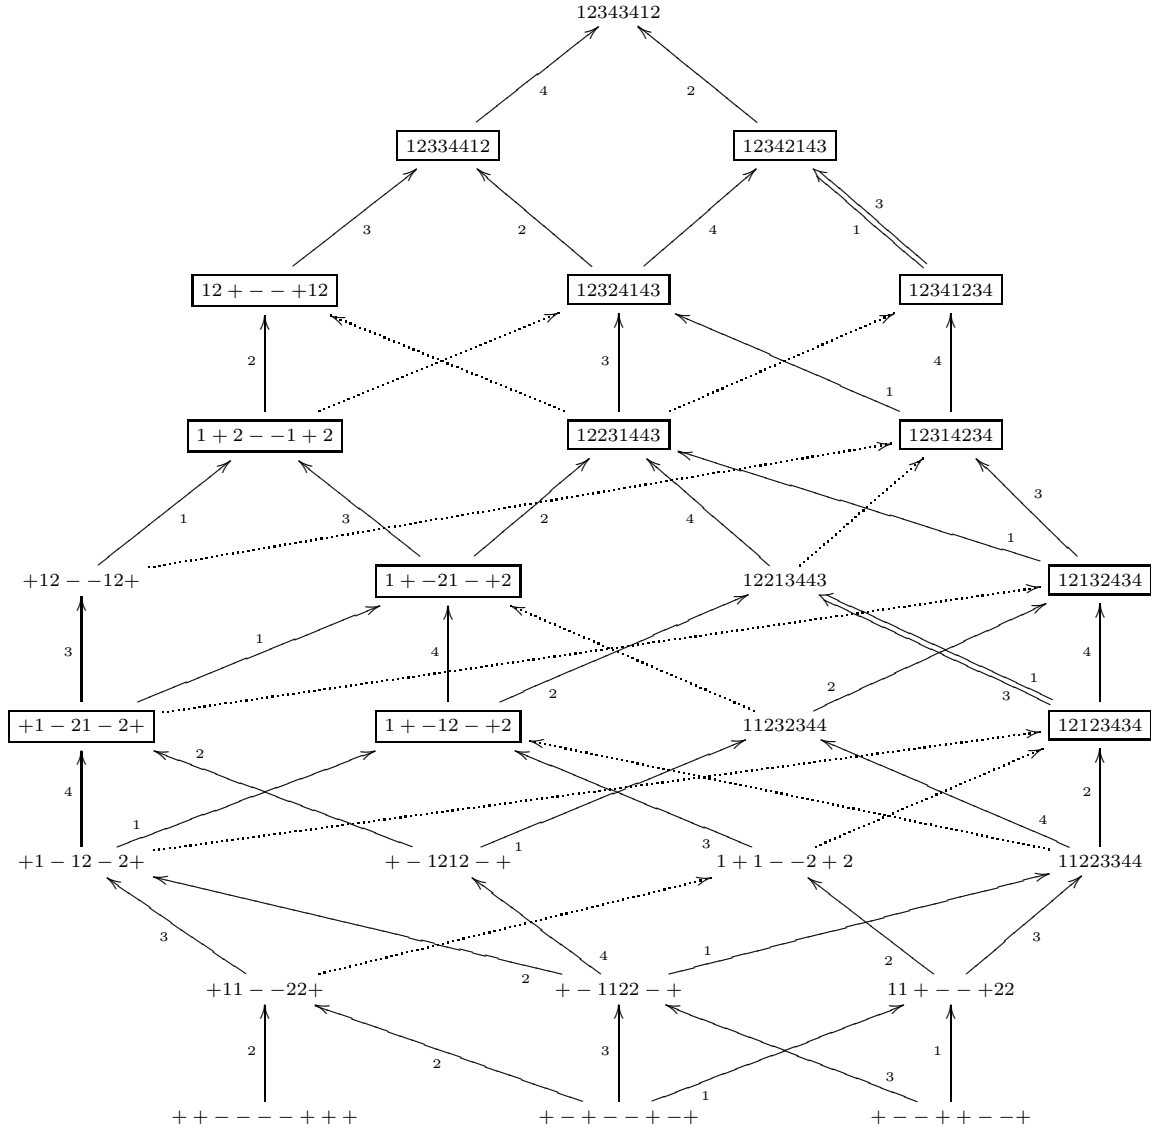 12343412
4 2
12334412 12342143
3 2 4 1 3
12 + − − +12 12324143 12341234
2 3 4
1
1 + 2 − −1 + 2 12231443 12314234
1 3 2 4 3
1
+12 − −12+ 1 + −21 − +2 12213443 12132434
3 1 4 4
2 2 1
3
+1 − 21 − 2+ 1 + −12 − +2 11232344 12123434
2
4 2
1 1 3 4
+1 − 12 − 2+ + − 1212 − + 1 + 1 − −2 + 2 11223344
3 4 1 2 3
2
+11 − −22+ + − 1122 − + 11 + − − +22
2 2 3 1
1 3
+ + − − − − + + + + − + − − + − + + − − + + − − +